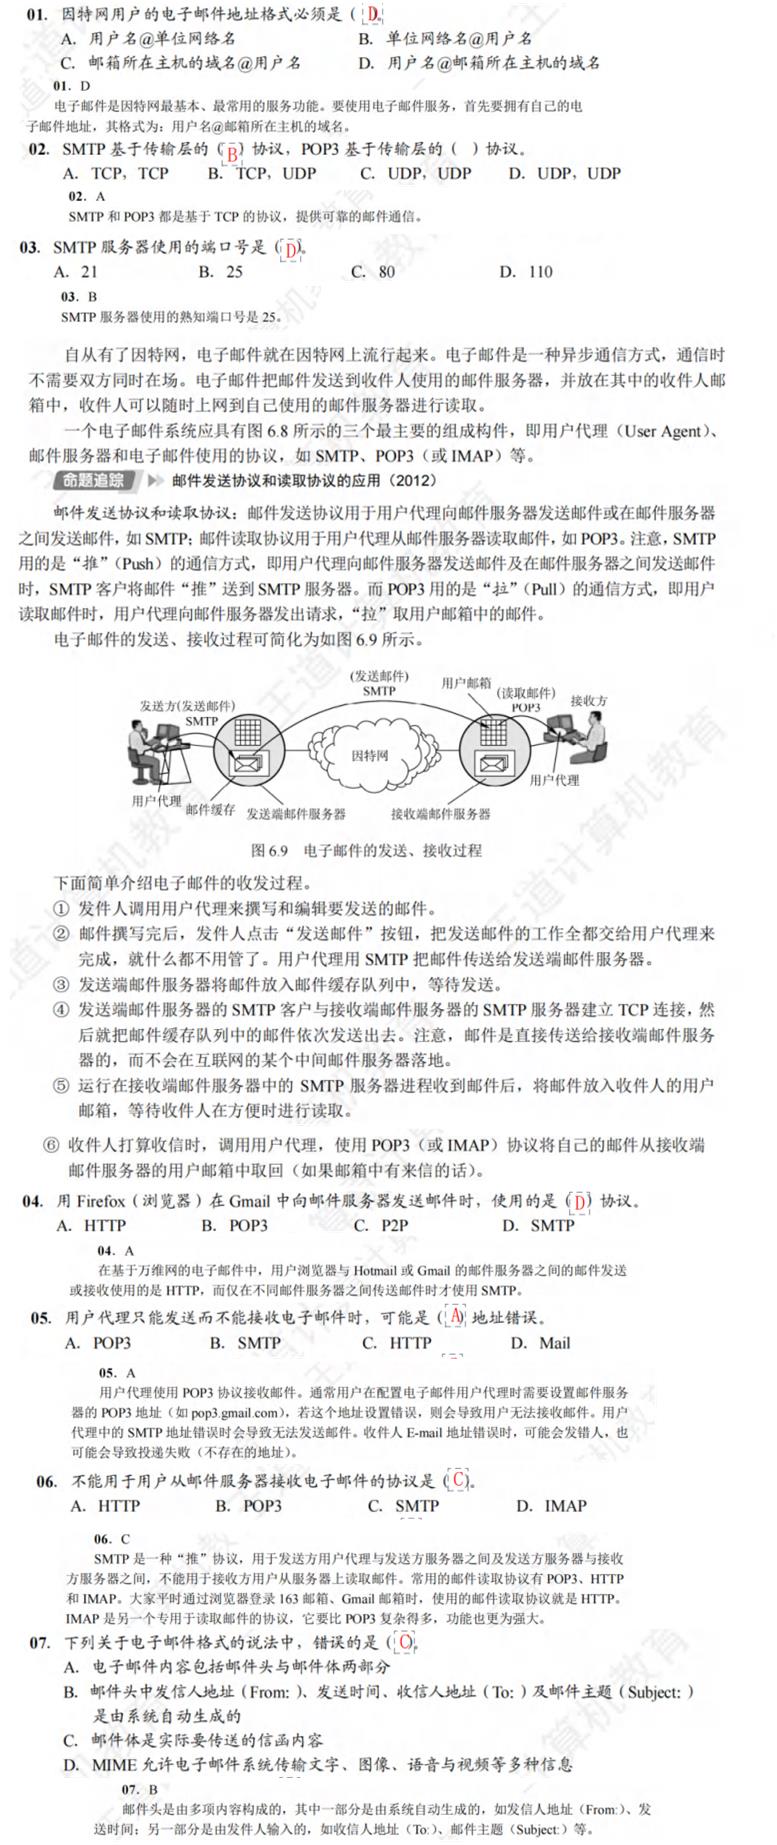 01. 因特网用户的电子邮件地址格式必须是（ D ）。
A. 用户名@单位网络名 B. 单位网络名@用户名
C. 邮箱所在主机的域名@用户名 D. 用户名@邮箱所在主机的域名
01. D
电子邮件是因特网最基本、最常用的服务功能。要使用电子邮件服务，首先要拥有自己的电
子邮件地址，其格式为：用户名@邮箱所在主机的域名。
02. SMTP 基于传输层的（ B ）协议，POP3 基于传输层的（ ）协议。
A. TCP，TCP B. TCP，UDP C. UDP，UDP D. UDP，UDP
02. A
SMTP 和 POP3 都是基于 TCP 的协议，提供可靠的邮件通信。
03. SMTP 服务器使用的端口号是（ D ）。
A. 21 B. 25 C. 80 D. 110
03. B
SMTP 服务器使用的熟知端口号是 25。
自从有了因特网，电子邮件就在因特网上流行起来。电子邮件是一种异步通信方式，通信时
不需要双方同时在场。电子邮件把邮件发送到收件人使用的邮件服务器，并放在其中的收件人邮
箱中，收件人可以随时上网到自己使用的邮件服务器进行读取。
一个电子邮件系统应具有图 6.8 所示的三个最主要的组成构件，即用户代理（User Agent）、
邮件服务器和电子邮件使用的协议，如 SMTP、POP3（或 IMAP）等。
命题追踪 邮件发送协议和读取协议的应用（2012）
邮件发送协议和读取协议：邮件发送协议用于用户代理向邮件服务器发送邮件或在邮件服务器
之间发送邮件，如 SMTP；邮件读取协议用于用户代理从邮件服务器读取邮件，如 POP3。注意，SMTP
用的是“推”（Push）的通信方式，即用户代理向邮件服务器发送邮件及在邮件服务器之间发送邮件
时，SMTP 客户将邮件“推”送到 SMTP 服务器。而 POP3 用的是“拉”（Pull）的通信方式，即用户
读取邮件时，用户代理向邮件服务器发出请求，“拉”取用户邮箱中的邮件。
电子邮件的发送、接收过程可简化为如图 6.9 所示。
(发送邮件)
SMTP
用户邮箱
(读取邮件)
POP3
接收方
发送方(发送邮件)
SMTP
因特网
用户代理
用户代理
邮件缓存
发送端邮件服务器
接收端邮件服务器
图 6.9 电子邮件的发送、接收过程
下面简单介绍电子邮件的收发过程。
① 发件人调用用户代理来撰写和编辑要发送的邮件。
② 邮件撰写完后，发件人点击“发送邮件”按钮，把发送邮件的工作全都交给用户代理来
完成，就什么都不用管了。用户代理用 SMTP 把邮件传送给发送端邮件服务器。
③ 发送端邮件服务器将邮件放入邮件缓存队列中，等待发送。
④ 发送端邮件服务器的 SMTP 客户与接收端邮件服务器的 SMTP 服务器建立 TCP 连接，然
后就把邮件缓存队列中的邮件依次发送出去。注意，邮件是直接传送给接收端邮件服务
器的，而不会在互联网的某个中间邮件服务器落地。
⑤ 运行在接收端邮件服务器中的 SMTP 服务器进程收到邮件后，将邮件放入收件人的用户
邮箱，等待收件人在方便时进行读取。
⑥ 收件人打算收信时，调用用户代理，使用 POP3（或 IMAP）协议将自己的邮件从接收端
邮件服务器的用户邮箱中取回（如果邮箱中有来信的话）。
04. 用 Firefox（浏览器）在 Gmail 中向邮件服务器发送邮件时，使用的是（ D ）协议。
A. HTTP B. POP3 C. P2P D. SMTP
04. A
在基于万维网的电子邮件中，用户浏览器与 Hotmail 或 Gmail 的邮件服务器之间的邮件发送
或接收使用的是 HTTP，而仅在不同邮件服务器之间传送邮件时才使用 SMTP。
05. 用户代理只能发送而不能接收电子邮件时，可能是（ A ）地址错误。
A. POP3 B. SMTP C. HTTP D. Mail
05. A
用户代理使用 POP3 协议接收邮件。通常用户在配置电子邮件用户代理时需要设置邮件服务
器的 POP3 地址（如 pop3.gmail.com），若这个地址设置错误，则会导致用户无法接收邮件。用户
代理中的 SMTP 地址错误时会导致无法发送邮件。收件人 E-mail 地址错误时，可能会发错人，也
可能会导致投递失败（不存在的地址）。
06. 不能用于用户从邮件服务器接收电子邮件的协议是（ C ）。
A. HTTP B. POP3 C. SMTP D. IMAP
06. C
SMTP 是一种“推”协议，用于发送方用户代理与发送方服务器之间及发送方服务器与接收
方服务器之间，不能用于接收方用户从服务器上读取邮件。常用的邮件读取协议有 POP3、HTTP
和 IMAP。大家平时通过浏览器登录 163 邮箱、Gmail 邮箱时，使用的邮件读取协议就是 HTTP。
IMAP 是另一个专用于读取邮件的协议，它要比 POP3 复杂得多，功能也更为强大。
07. 下列关于电子邮件格式的说法中，错误的是（ C ）。
A. 电子邮件内容包括邮件头与邮件体两部分
B. 邮件头中发信人地址（From：）、发送时间、收信人地址（To：）及邮件主题（Subject：）
是由系统自动生成的
C. 邮件体是实际要传送的信函内容
D. MIME 允许电子邮件系统传输文字、图像、语音与视频等多种信息
07. B
邮件头是由多项内容构成的，其中一部分是由系统自动生成的，如发信人地址（From:）、发
送时间；另一部分是由发件人输入的，如收信人地址（To:）、邮件主题（Subject:）等。